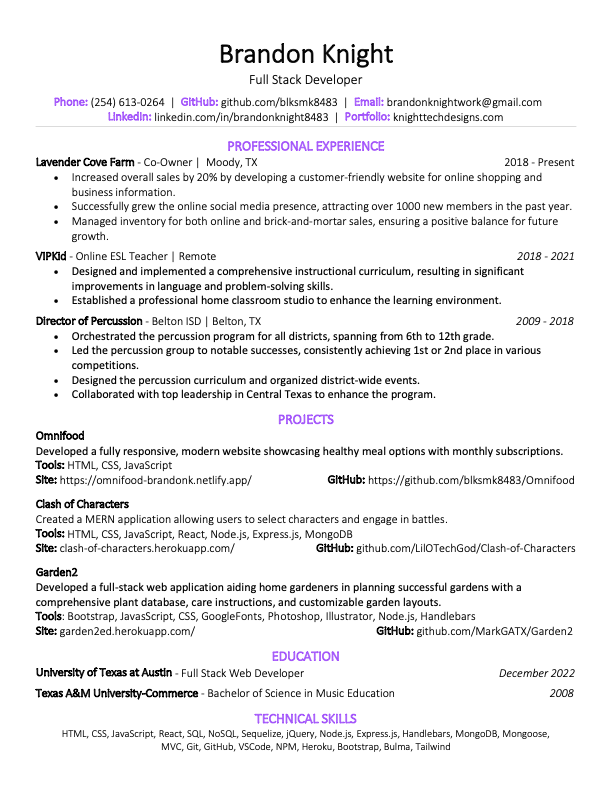 Brandon Knight
Full Stack Developer
Phone: (254) 613-0264 | GitHub: github.com/blksmk8483 | Email: brandonknightwork@gmail.com
LinkedIn: linkedin.com/in/brandonknight8483 | Portfolio: knighttechdesigns.com
PROFESSIONAL EXPERIENCE
Lavender Cove Farm - Co-Owner | Moody, TX 2018 - Present
• Increased overall sales by 20% by developing a customer-friendly website for online shopping and
business information.
• Successfully grew the online social media presence, attracting over 1000 new members in the past year.
• Managed inventory for both online and brick-and-mortar sales, ensuring a positive balance for future
growth.
VIPKid - Online ESL Teacher | Remote 2018 - 2021
• Designed and implemented a comprehensive instructional curriculum, resulting in significant
improvements in language and problem-solving skills.
• Established a professional home classroom studio to enhance the learning environment.
Director of Percussion - Belton ISD | Belton, TX 2009 - 2018
• Orchestrated the percussion program for all districts, spanning from 6th to 12th grade.
• Led the percussion group to notable successes, consistently achieving 1st or 2nd place in various
competitions.
• Designed the percussion curriculum and organized district-wide events.
• Collaborated with top leadership in Central Texas to enhance the program.
PROJECTS
Omnifood
Developed a fully responsive, modern website showcasing healthy meal options with monthly subscriptions.
Tools: HTML, CSS, JavaScript
Site: https://omnifood-brandonk.netlify.app/ GitHub: https://github.com/blksmk8483/Omnifood
Clash of Characters
Created a MERN application allowing users to select characters and engage in battles.
Tools: HTML, CSS, JavaScript, React, Node.js, Express.js, MongoDB
Site: clash-of-characters.herokuapp.com/ GitHub: github.com/LilOTechGod/Clash-of-Characters
Garden2
Developed a full-stack web application aiding home gardeners in planning successful gardens with a
comprehensive plant database, care instructions, and customizable garden layouts.
Tools: Bootstrap, JavaScript, CSS, GoogleFonts, Photoshop, Illustrator, Node.js, Handlebars
Site: garden2ed.herokuapp.com/ GitHub: github.com/MarkGATX/Garden2
EDUCATION
University of Texas at Austin - Full Stack Web Developer December 2022
Texas A&M University-Commerce - Bachelor of Science in Music Education 2008
TECHNICAL SKILLS
HTML, CSS, JavaScript, React, SQL, NoSQL, Sequelize, jQuery, Node.js, Express.js, Handlebars, MongoDB, Mongoose,
MVC, Git, GitHub, VSCode, NPM, Heroku, Bootstrap, Bulma, Tailwind